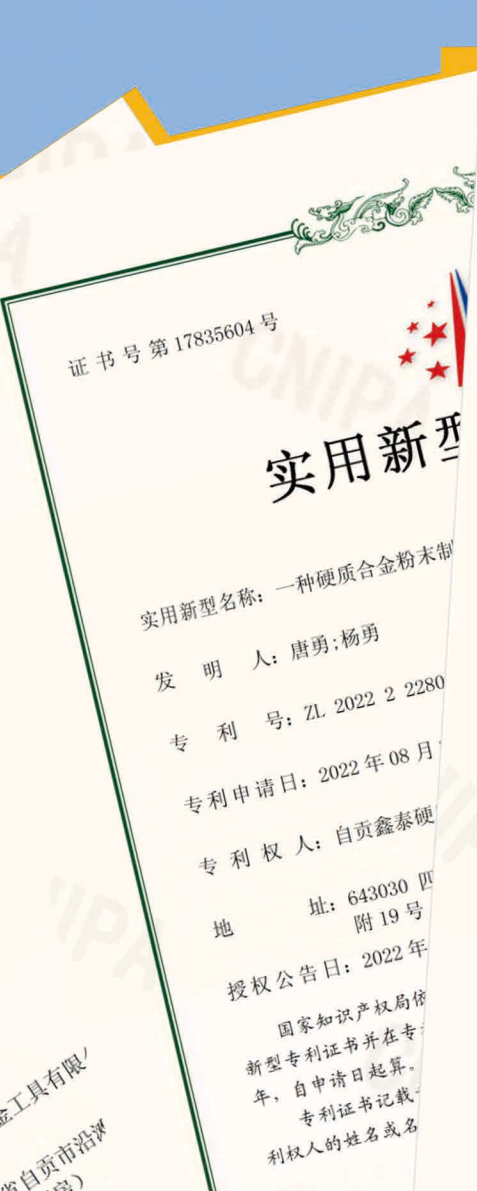 证书号第17835604号
实用新型
实用新型名称：一种硬质合金粉末制
发明人：唐勇;杨勇
专利号：ZL 2022 2 2280
专利申请日：2022年08月
专利权人：自贡鑫泰硬
地址：643030 四
附19号
授权公告日：2022年
国家知识产权局依
新型专利证书并在专
年，自申请日起算。
专利证书记载
利权人的姓名或名
金工具有限
省自贡市沿滩
CNIPA